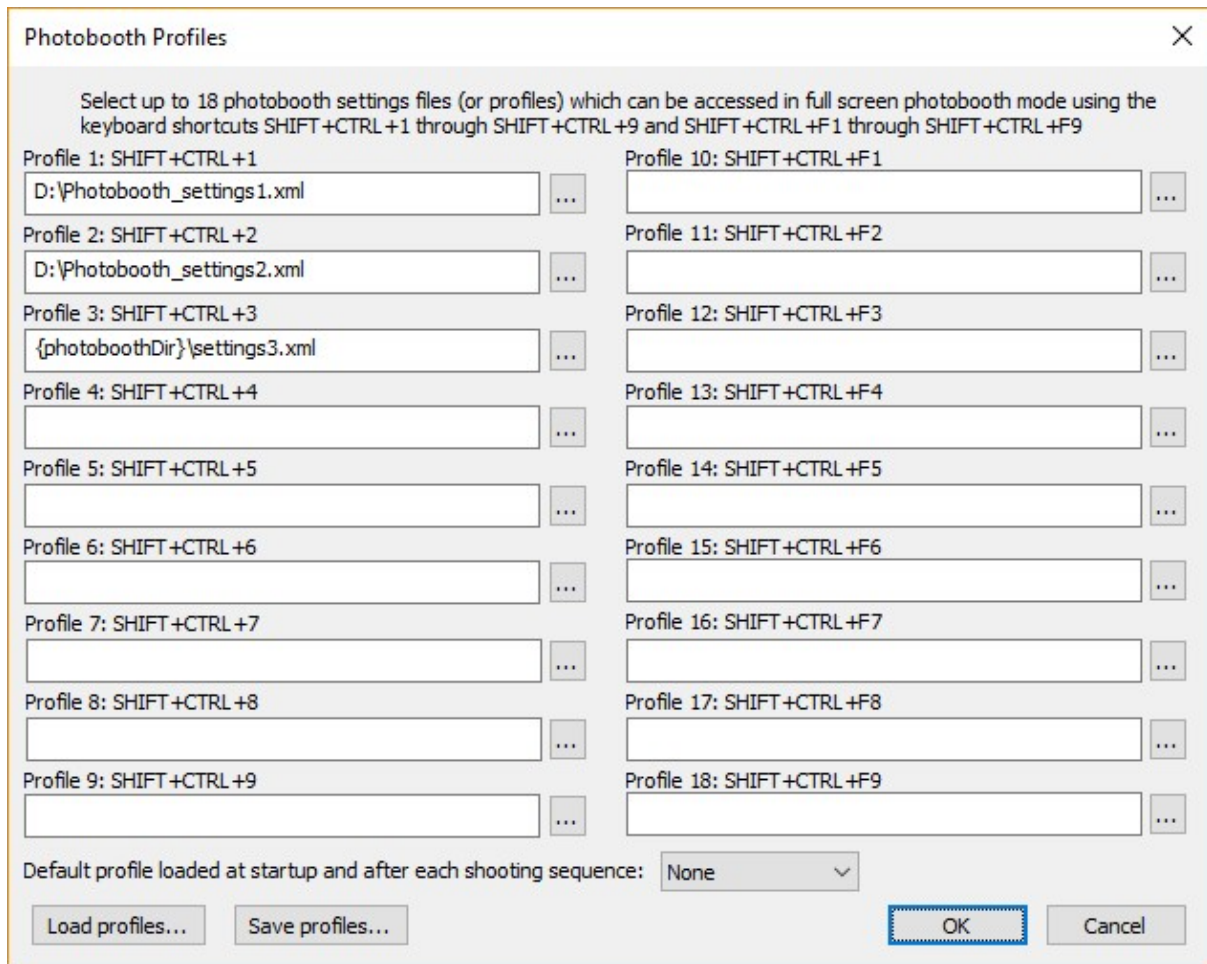 Photobooth Profiles
Select up to 18 photobooth settings files (or profiles) which can be accessed in full screen photobooth mode using the
keyboard shortcuts SHIFT+CTRL+1 through SHIFT+CTRL+9 and SHIFT+CTRL+F1 through SHIFT+CTRL+F9
Profile 1: SHIFT+CTRL+1
D:\Photobooth_settings1.xml
...
Profile 2: SHIFT+CTRL+2
D:\Photobooth_settings2.xml
...
Profile 3: SHIFT+CTRL+3
{photoboothDir}\settings3.xml
...
Profile 4: SHIFT+CTRL+4
...
Profile 5: SHIFT+CTRL+5
...
Profile 6: SHIFT+CTRL+6
...
Profile 7: SHIFT+CTRL+7
...
Profile 8: SHIFT+CTRL+8
...
Profile 9: SHIFT+CTRL+9
...
Profile 10: SHIFT+CTRL+F1
...
Profile 11: SHIFT+CTRL+F2
...
Profile 12: SHIFT+CTRL+F3
...
Profile 13: SHIFT+CTRL+F4
...
Profile 14: SHIFT+CTRL+F5
...
Profile 15: SHIFT+CTRL+F6
...
Profile 16: SHIFT+CTRL+F7
...
Profile 17: SHIFT+CTRL+F8
...
Profile 18: SHIFT+CTRL+F9
...
Default profile loaded at startup and after each shooting sequence: None
Load profiles... Save profiles... OK Cancel